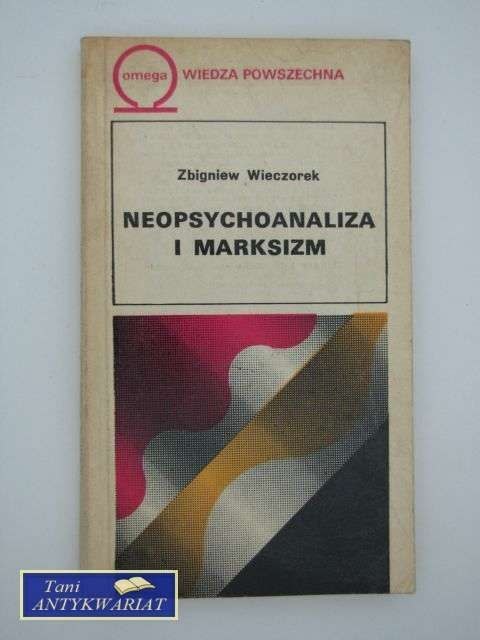 omega WIEDZA POWSZECHNA
Zbigniew Wieczorek
NEOPSYCHOANALIZA
I MARKSIZM
Tani
ANTYKWARIAT